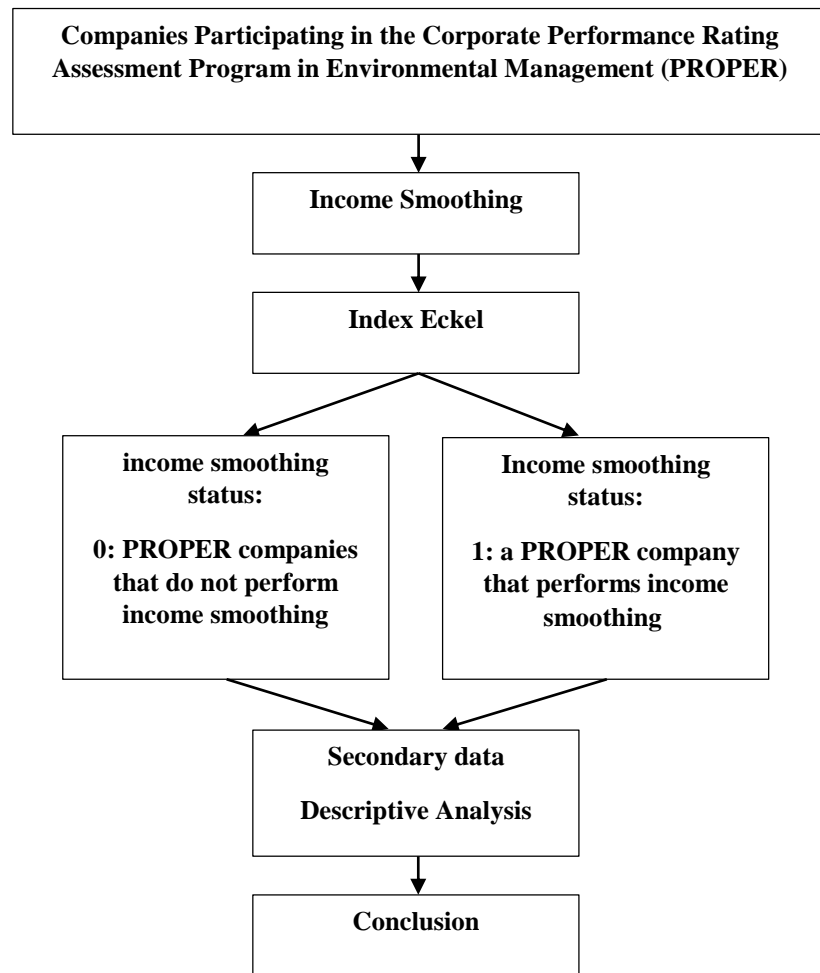 Companies Participating in the Corporate Performance Rating
Assessment Program in Environmental Management (PROPER)
Income Smoothing
Index Eckel
income smoothing
status:
0: PROPER companies
that do not perform
income smoothing
Income smoothing
status:
1: a PROPER company
that performs income
smoothing
Secondary data
Descriptive Analysis
Conclusion